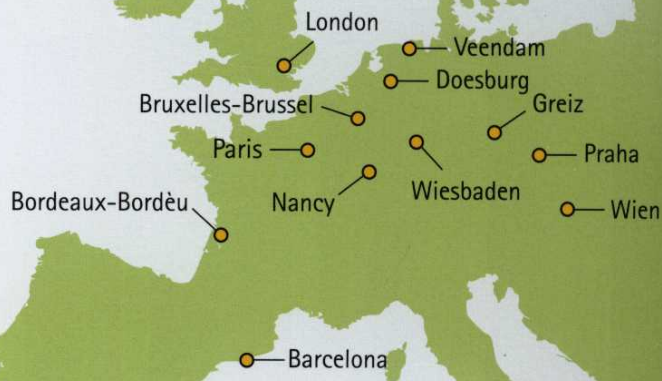 London
Veendam
Doesburg
Bruxelles-Brussel
Greiz
Paris
Praha
Wiesbaden
Nancy
Bordeaux-Bordèu
Wien
Barcelona